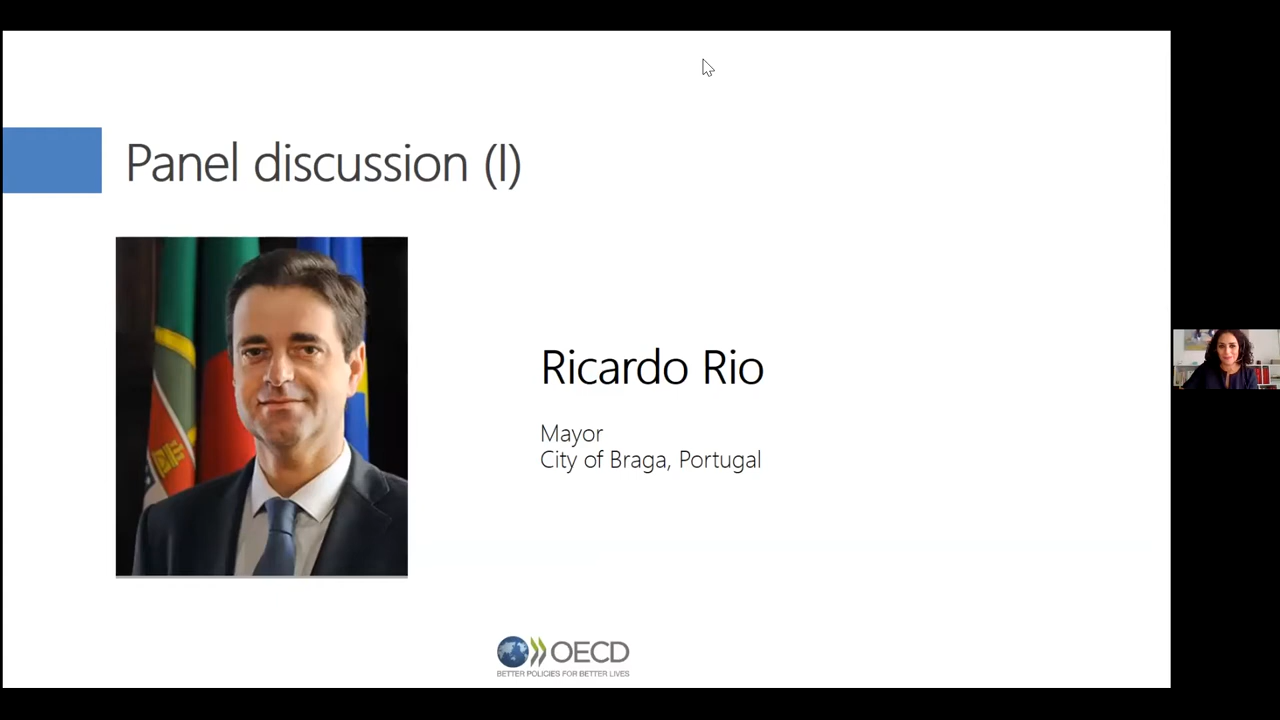 Panel discussion (I)
Ricardo Rio
Mayor
City of Braga, Portugal
OECD
BETTER POLICIES FOR BETTER LIVES